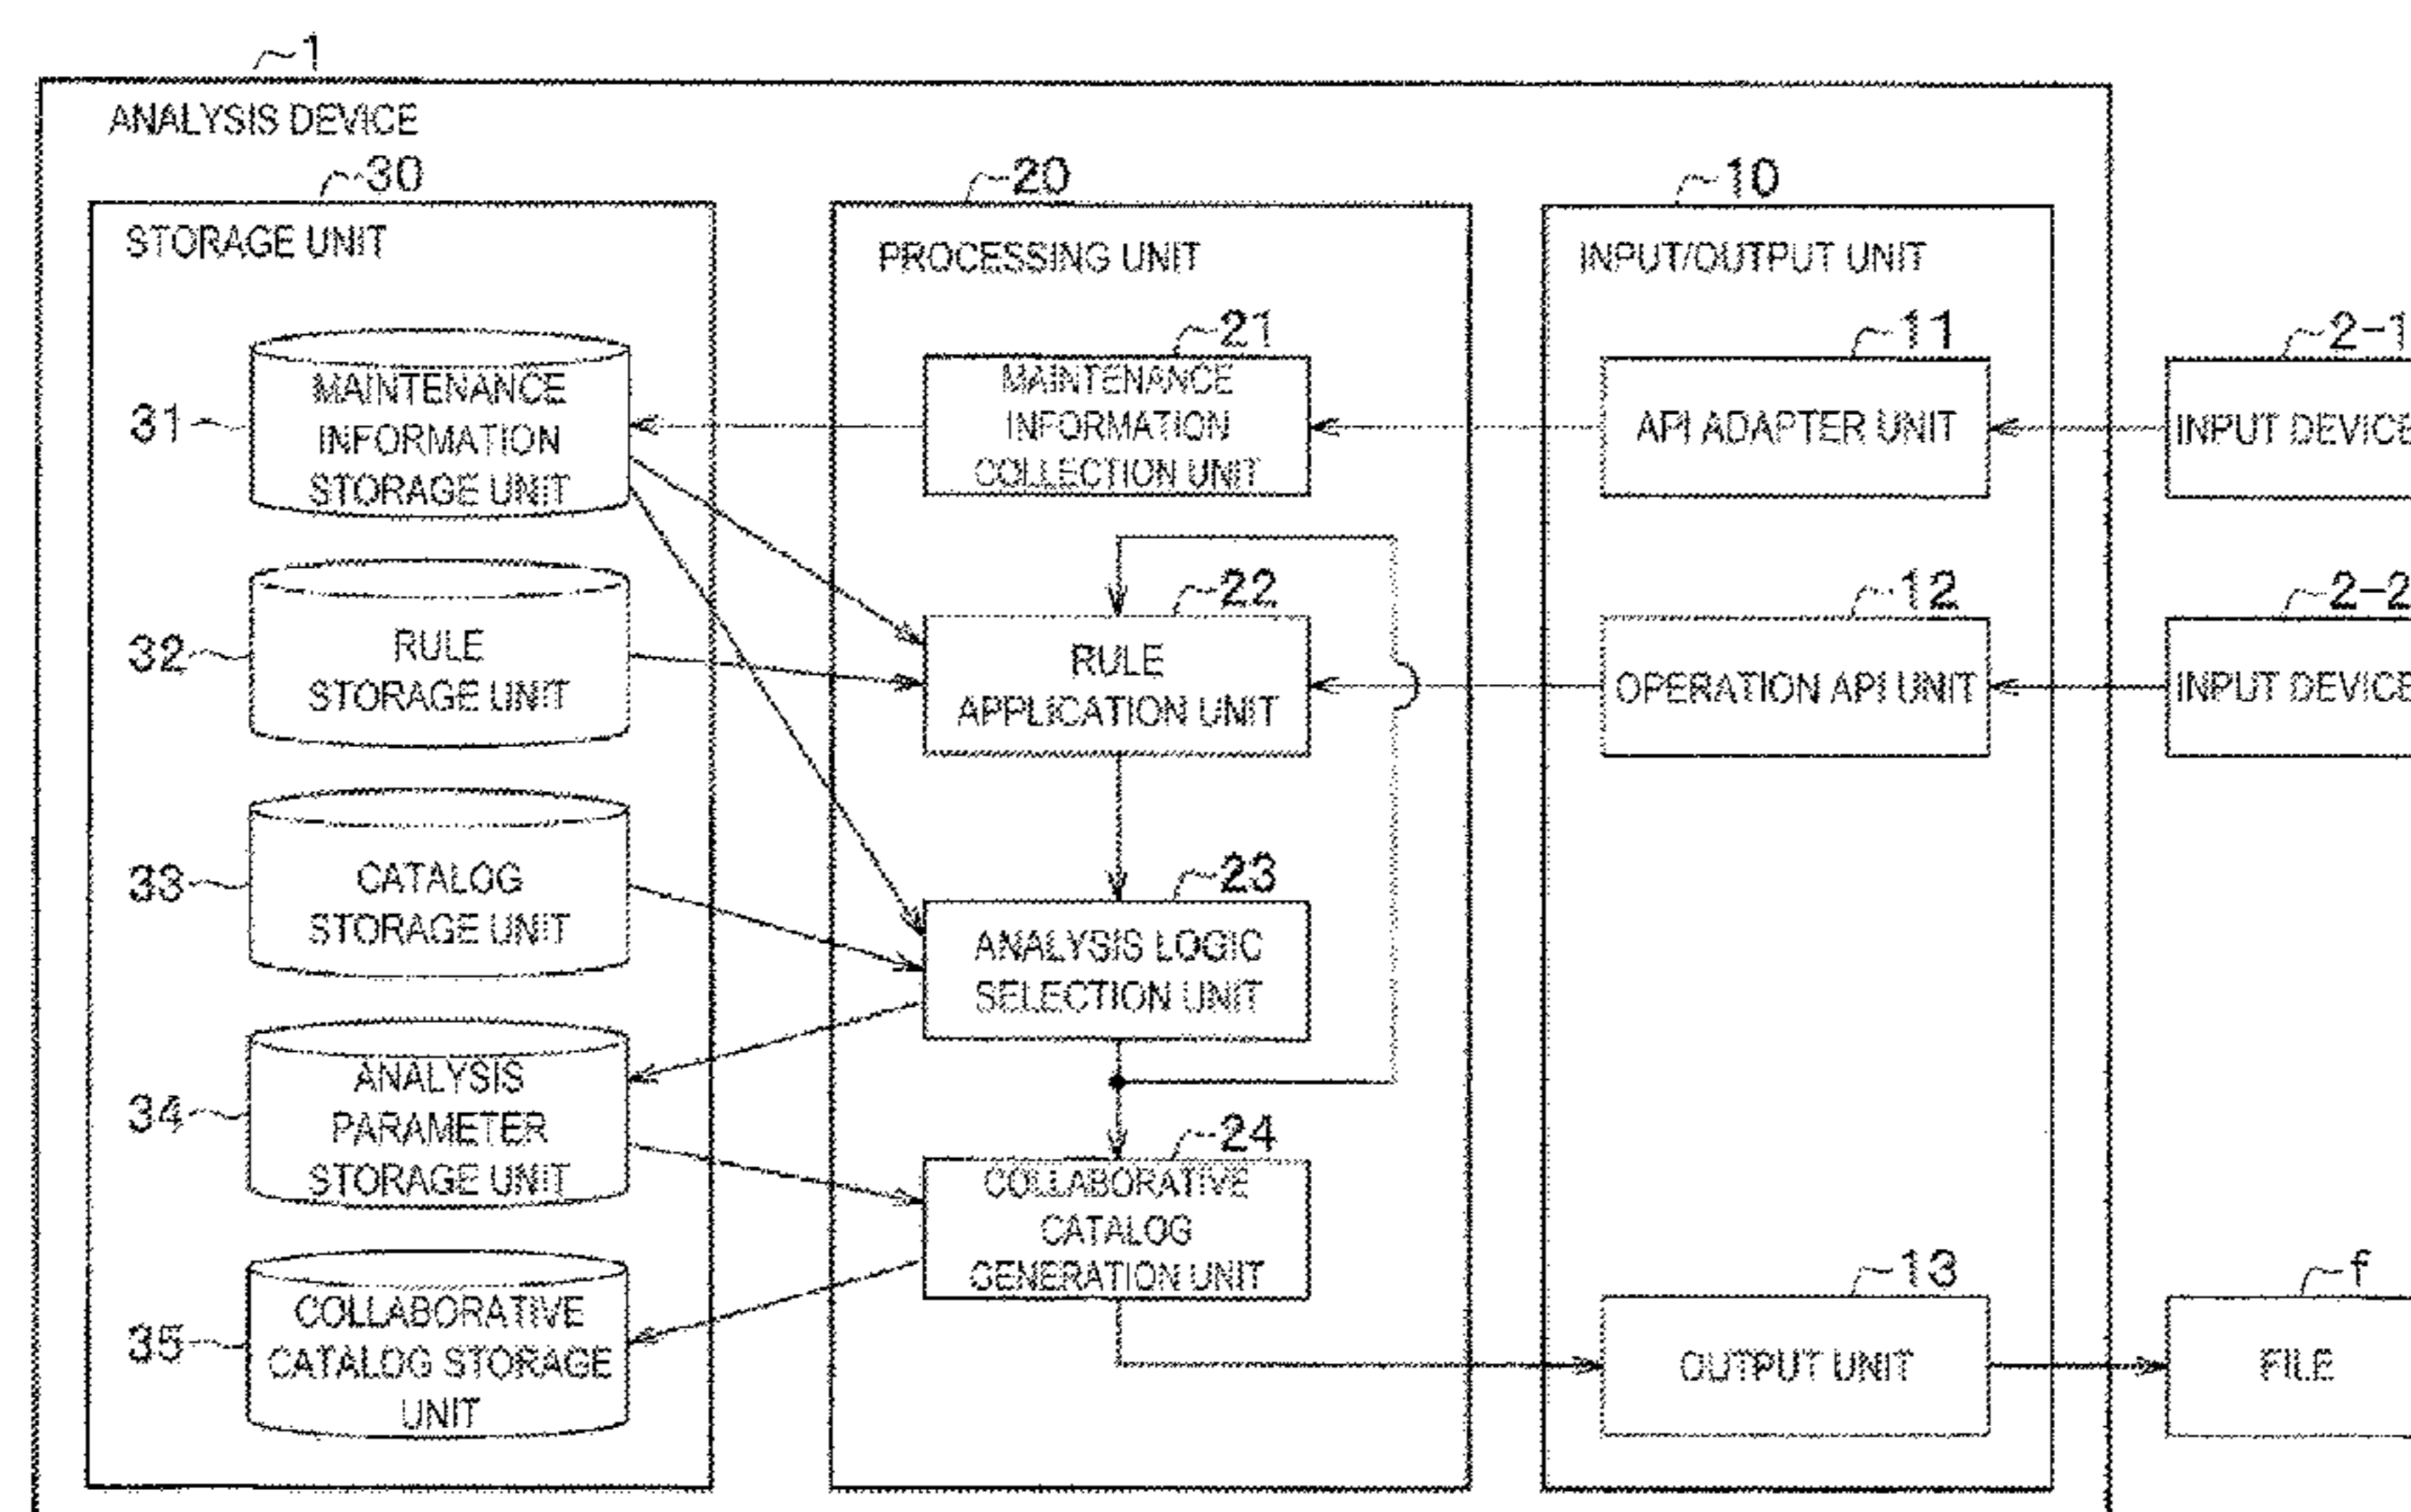 1
ANALYSIS DEVICE
30
STORAGE UNIT
31
MAINTENANCE
INFORMATION
STORAGE UNIT
32
RULE
STORAGE UNIT
33
CATALOG
STORAGE UNIT
34
ANALYSIS
PARAMETER
STORAGE UNIT
35
COLLABORATIVE
CATALOG STORAGE
UNIT
20
PROCESSING UNIT
21
MAINTENANCE
INFORMATION
COLLECTION UNIT
22
RULE
APPLICATION UNIT
23
ANALYSIS LOGIC
SELECTION UNIT
24
COLLABORATIVE
CATALOG
GENERATION UNIT
10
INPUT/OUTPUT UNIT
11
API ADAPTER UNIT
12
OPERATION API UNIT
13
OUTPUT UNIT
2-1
INPUT DEVICE
2-2
INPUT DEVICE
f
FILE